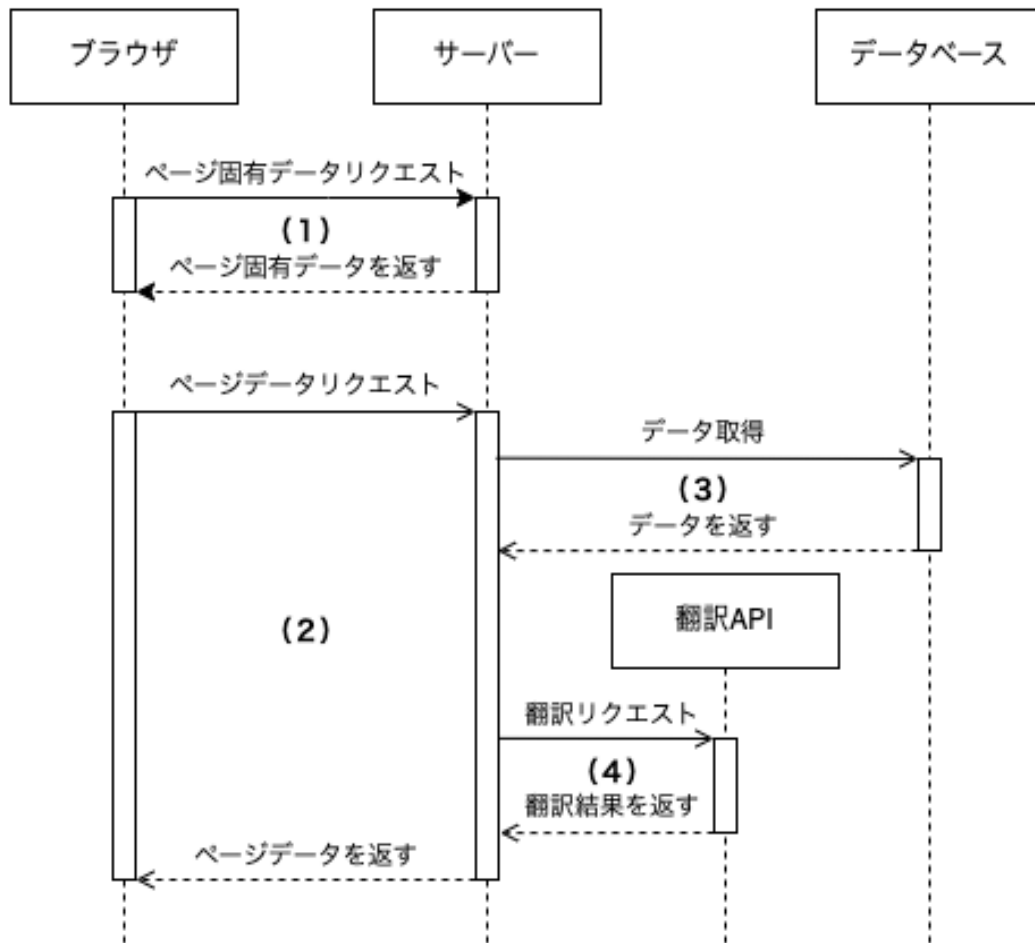 ブラウザ
サーバー
データベース
ページ固有データリクエスト
(1)
ページ固有データを返す
ページデータリクエスト
データ取得
(3)
データを返す
翻訳API
(2)
翻訳リクエスト
(4)
翻訳結果を返す
ページデータを返す